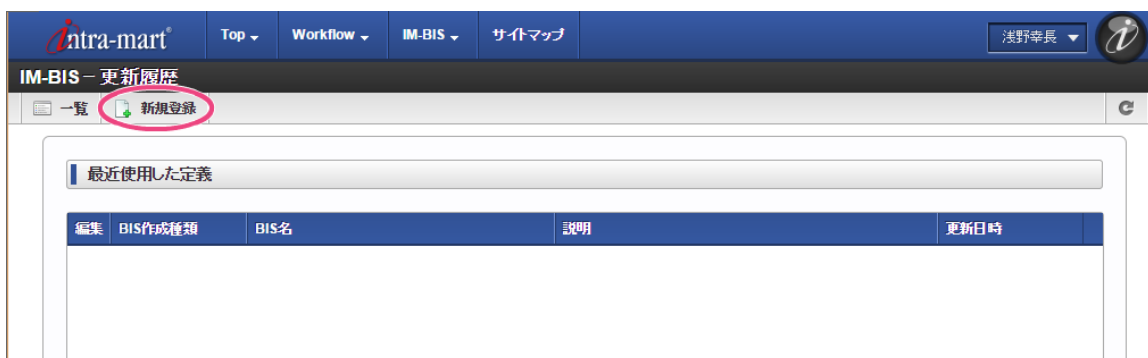 intra-mart® Top Workflow IM-BIS サイトマップ 浅野幸長
IM-BIS－更新履歴
一覧 新規登録
最近使用した定義
編集 BIS作成種類 BIS名 説明 更新日時